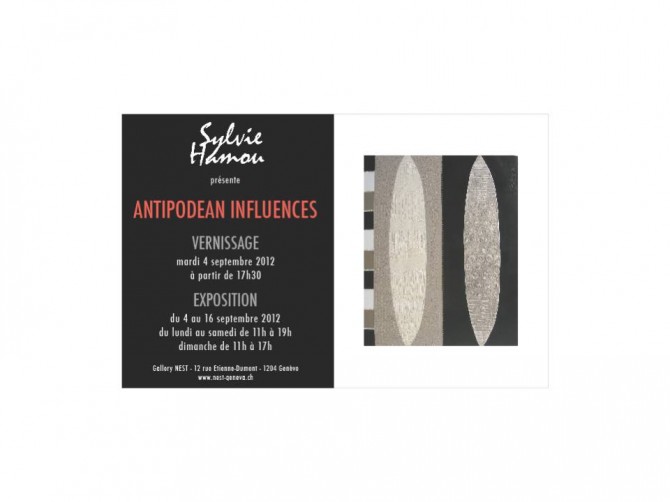 Sylvie
Hamou
présente
ANTIPODEAN INFLUENCES
VERNISSAGE
mardi 4 septembre 2012
à partir de 17h30
EXPOSITION
du 4 au 16 septembre 2012
du lundi au samedi de 11h à 19h
dimanche de 11h à 17h
Gallery NEST - 12 rue Etienne-Dumont - 1204 Genève
www.nest-geneva.ch